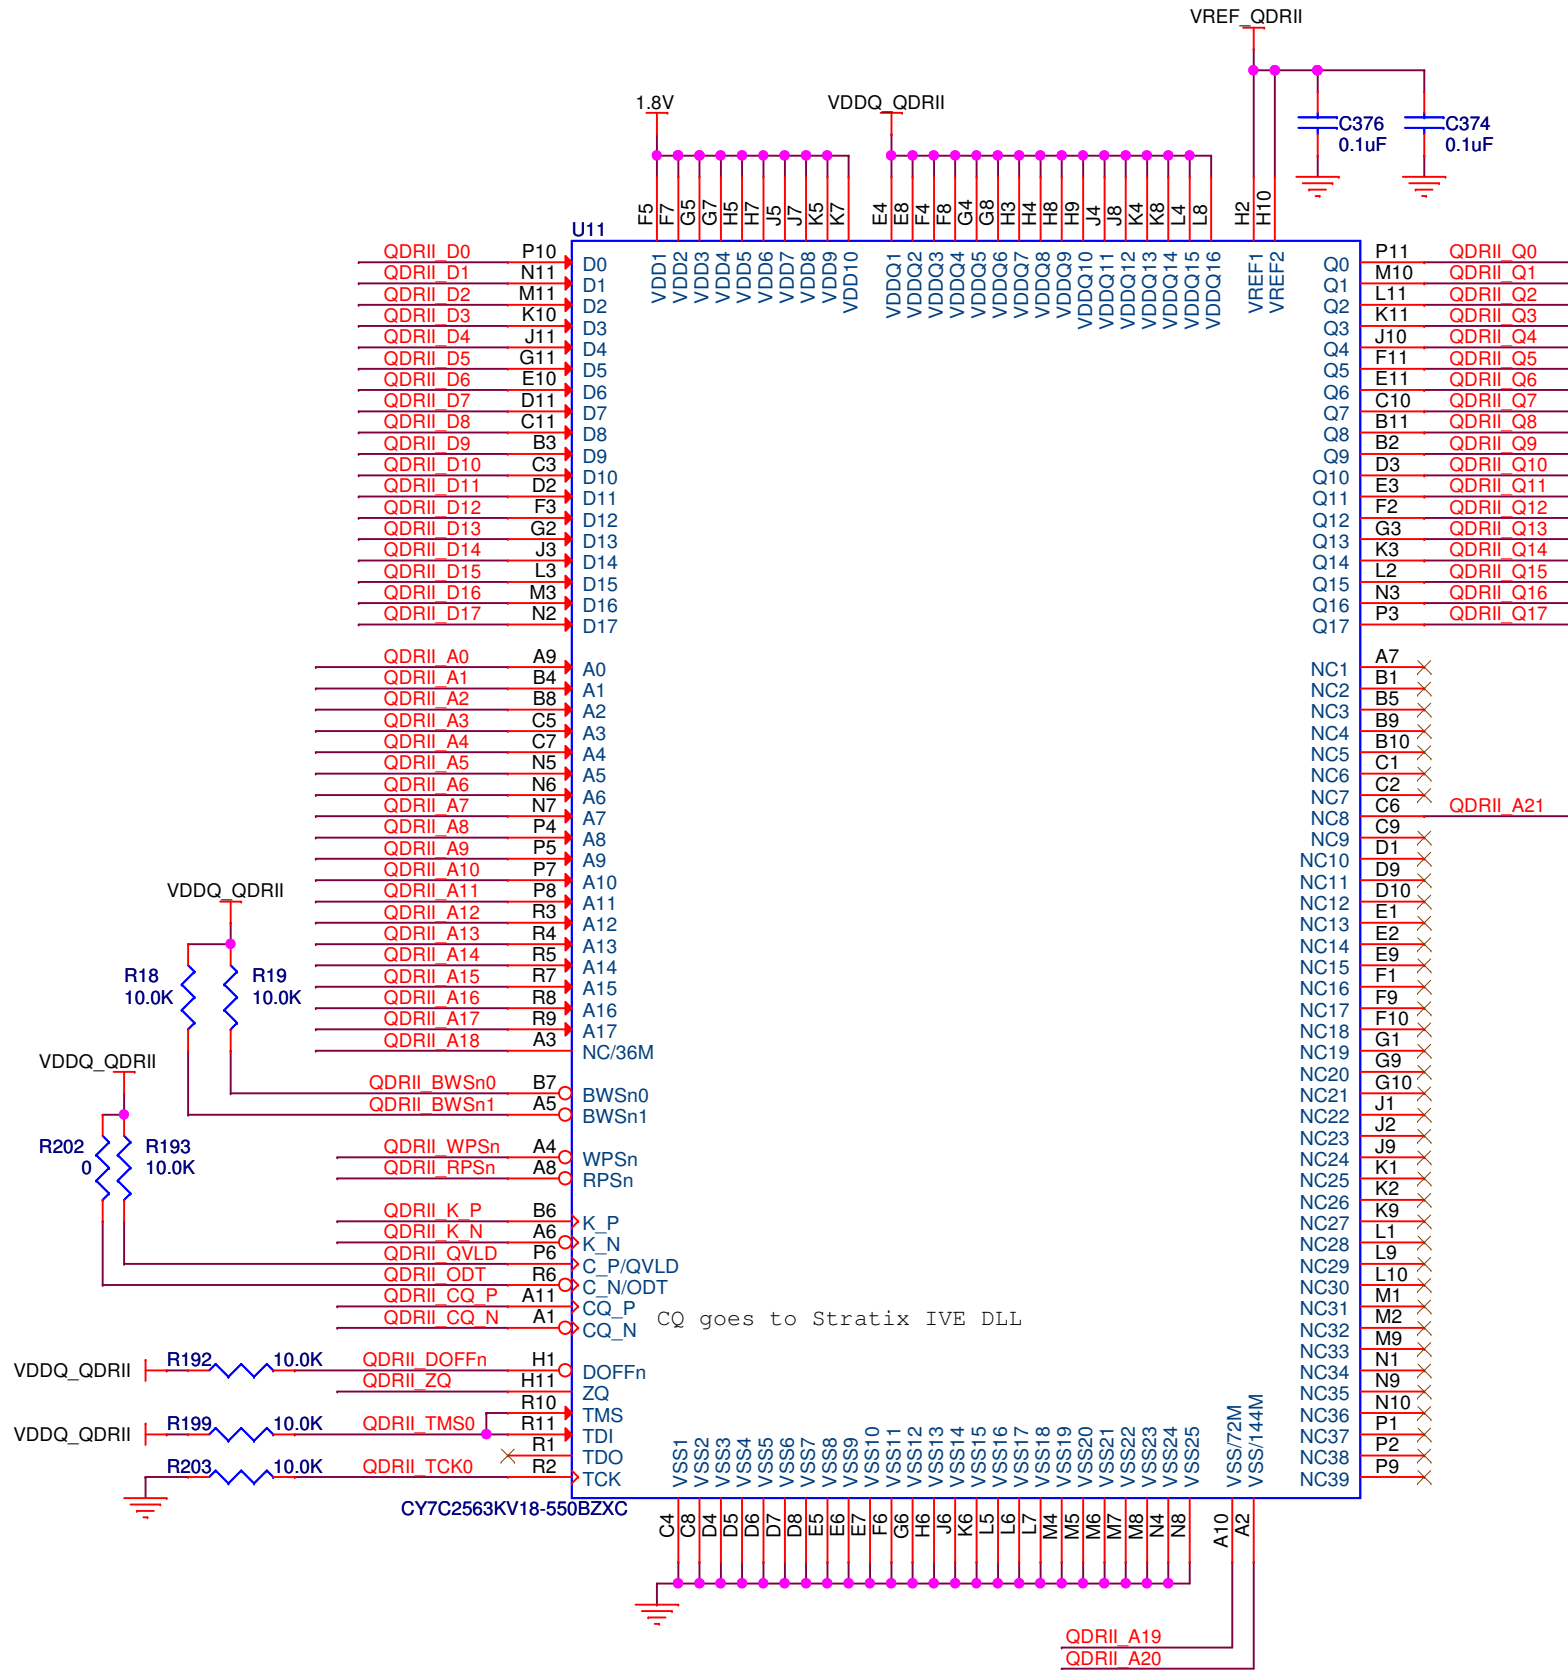 VREF_QDRII
1.8V
VDDQ_QDRII
C376
0.1uF
C374
0.1uF
F5 F7 G5 G7 H5 H7 J5 J7 K5 K7
E4 E8 F4 F8 G4 G8 H3 H4 H8 H9 J4 J8 K4 K8 L4 L8
H2 H10
U11
VDD1 VDD2 VDD3 VDD4 VDD5 VDD6 VDD7 VDD8 VDD9 VDD10
VDDQ1 VDDQ2 VDDQ3 VDDQ4 VDDQ5 VDDQ6 VDDQ7 VDDQ8 VDDQ9 VDDQ10 VDDQ11 VDDQ12 VDDQ13 VDDQ14 VDDQ15 VDDQ16
VREF1 VREF2
QDRII_D0 P10 D0
QDRII_D1 N11 D1
QDRII_D2 M11 D2
QDRII_D3 K10 D3
QDRII_D4 J11 D4
QDRII_D5 G11 D5
QDRII_D6 E10 D6
QDRII_D7 D11 D7
QDRII_D8 C11 D8
QDRII_D9 B3 D9
QDRII_D10 C3 D10
QDRII_D11 D2 D11
QDRII_D12 F3 D12
QDRII_D13 G2 D13
QDRII_D14 J3 D14
QDRII_D15 L3 D15
QDRII_D16 M3 D16
QDRII_D17 N2 D17
Q0 P11 QDRII_Q0
Q1 M10 QDRII_Q1
Q2 L11 QDRII_Q2
Q3 K11 QDRII_Q3
Q4 J10 QDRII_Q4
Q5 F11 QDRII_Q5
Q6 E11 QDRII_Q6
Q7 C10 QDRII_Q7
Q8 B11 QDRII_Q8
Q9 B2 QDRII_Q9
Q10 D3 QDRII_Q10
Q11 E3 QDRII_Q11
Q12 F2 QDRII_Q12
Q13 G3 QDRII_Q13
Q14 K3 QDRII_Q14
Q15 L2 QDRII_Q15
Q16 N3 QDRII_Q16
Q17 P3 QDRII_Q17
QDRII_A0 A9 A0
QDRII_A1 B4 A1
QDRII_A2 B8 A2
QDRII_A3 C5 A3
QDRII_A4 C7 A4
QDRII_A5 N5 A5
QDRII_A6 N6 A6
QDRII_A7 N7 A7
QDRII_A8 P4 A8
QDRII_A9 P5 A9
QDRII_A10 P7 A10
QDRII_A11 P8 A11
QDRII_A12 R3 A12
QDRII_A13 R4 A13
QDRII_A14 R5 A14
QDRII_A15 R7 A15
QDRII_A16 R8 A16
QDRII_A17 R9 A17
QDRII_A18 A3 NC/36M
VDDQ_QDRII
R18
10.0K
R19
10.0K
QDRII_BWSn0 B7 BWSn0
QDRII_BWSn1 A5 BWSn1
VDDQ_QDRII
R202
0
R193
10.0K
QDRII_WPSn A4 WPSn
QDRII_RPSn A8 RPSn
QDRII_K_P B6 K_P
QDRII_K_N A6 K_N
QDRII_QVLD P6 C_P/QVLD
QDRII_ODT R6 C_N/ODT
QDRII_CQ_P A11 CQ_P
QDRII_CQ_N A1 CQ_N
CQ goes to Stratix IVE DLL
VDDQ_QDRII R192 10.0K QDRII_DOFFn H1 DOFFn
QDRII_ZQ H11 ZQ
R10 TMS
VDDQ_QDRII R199 10.0K QDRII_TMS0 R11 TDI
R1 TDO
R203 10.0K QDRII_TCK0 R2 TCK
NC1 A7
NC2 B1
NC3 B5
NC4 B9
NC5 B10
NC6 C1
NC7 C2
NC8 C6 QDRII_A21
NC9 C9
NC10 D1
NC11 D9
NC12 D10
NC13 E1
NC14 E2
NC15 E9
NC16 F1
NC17 F9
NC18 F10
NC19 G1
NC20 G9
NC21 G10
NC22 J1
NC23 J2
NC24 J9
NC25 K1
NC26 K2
NC27 K9
NC28 L1
NC29 L9
NC30 L10
NC31 M1
NC32 M2
NC33 M9
NC34 N1
NC35 N9
NC36 N10
NC37 P1
NC38 P2
NC39 P9
VSS1 VSS2 VSS3 VSS4 VSS5 VSS6 VSS7 VSS8 VSS9 VSS10 VSS11 VSS12 VSS13 VSS14 VSS15 VSS16 VSS17 VSS18 VSS19 VSS20 VSS21 VSS22 VSS23 VSS24 VSS25
VSS/72M VSS/144M
CY7C2563KV18-550BZXC
C4 C8 D4 D5 D6 D7 D8 E5 E6 E7 F6 G6 H6 J6 K6 L5 L6 L7 M4 M5 M6 M7 M8 N4 N8
A10 A2
QDRII_A19
QDRII_A20